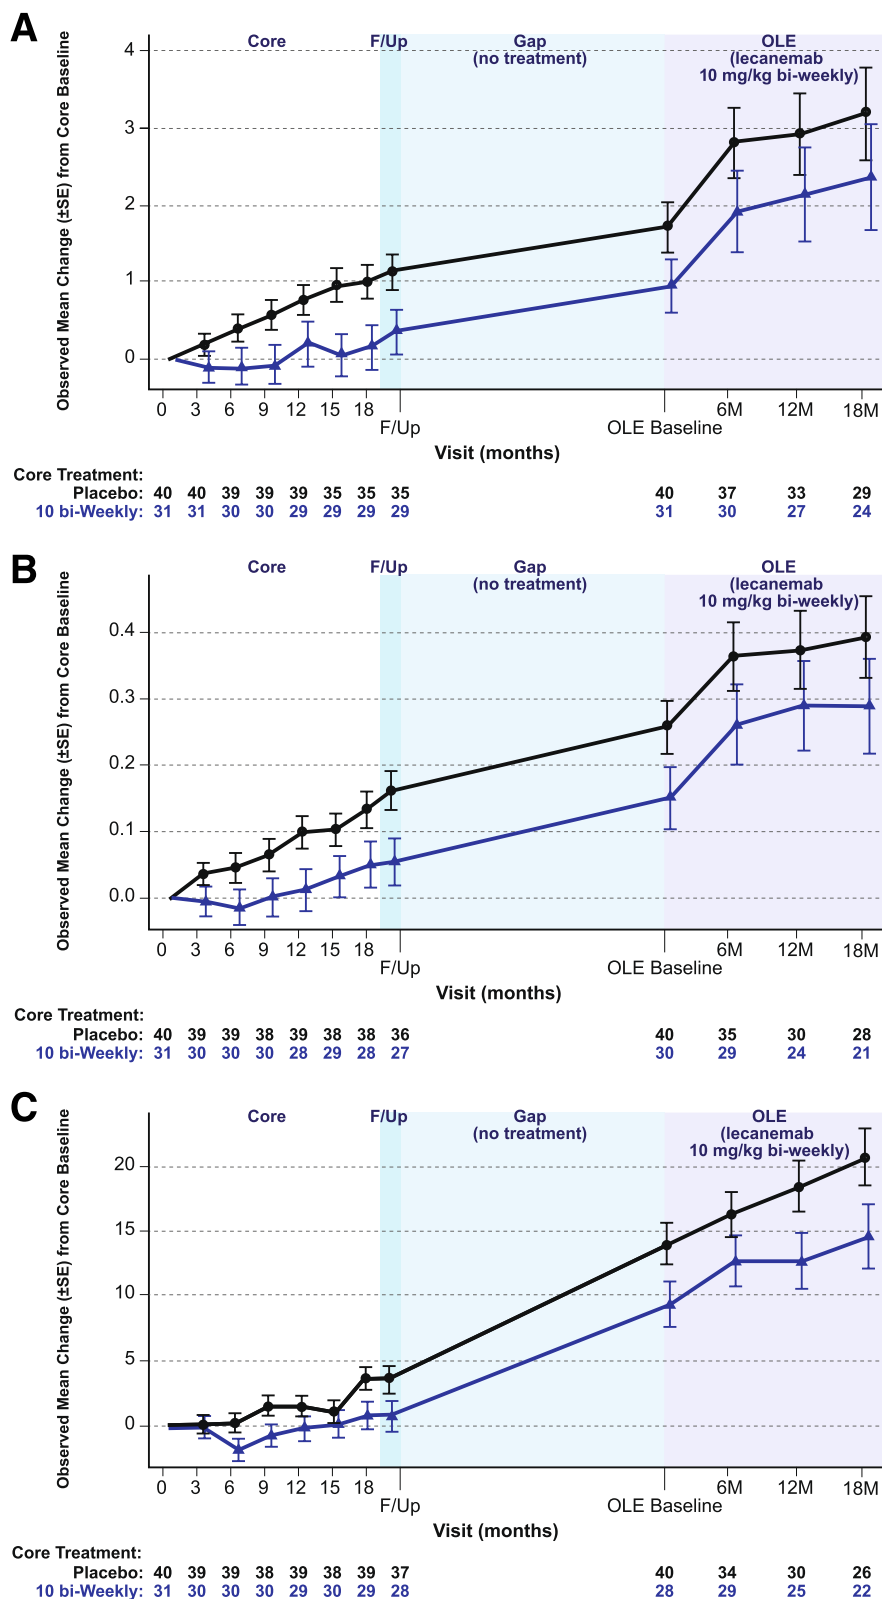 A
Core
F/Up
Gap
(no treatment)
OLE
(lecanemab
10 mg/kg bi-weekly)
Observed Mean Change (±SE) from Core Baseline
4
3
2
1
0
0 3 6 9 12 15 18 6M 12M 18M
F/Up OLE Baseline
Visit (months)
Core Treatment:
Placebo: 40 40 39 39 39 35 35 35 40 37 33 29
10 bi-Weekly: 31 31 30 30 29 29 29 29 31 30 27 24
B
Core
F/Up
Gap
(no treatment)
OLE
(lecanemab
10 mg/kg bi-weekly)
Observed Mean Change (±SE) from Core Baseline
0.4
0.3
0.2
0.1
0.0
0 3 6 9 12 15 18 6M 12M 18M
F/Up OLE Baseline
Visit (months)
Core Treatment:
Placebo: 40 39 39 38 39 38 38 36 40 35 30 28
10 bi-Weekly: 31 30 30 30 28 29 28 27 30 29 24 21
C
Core
F/Up
Gap
(no treatment)
OLE
(lecanemab
10 mg/kg bi-weekly)
Observed Mean Change (±SE) from Core Baseline
20
15
10
5
0
0 3 6 9 12 15 18 6M 12M 18M
F/Up OLE Baseline
Visit (months)
Core Treatment:
Placebo: 40 39 39 38 39 38 39 37 40 34 30 26
10 bi-Weekly: 31 30 30 30 29 30 29 28 28 29 25 22